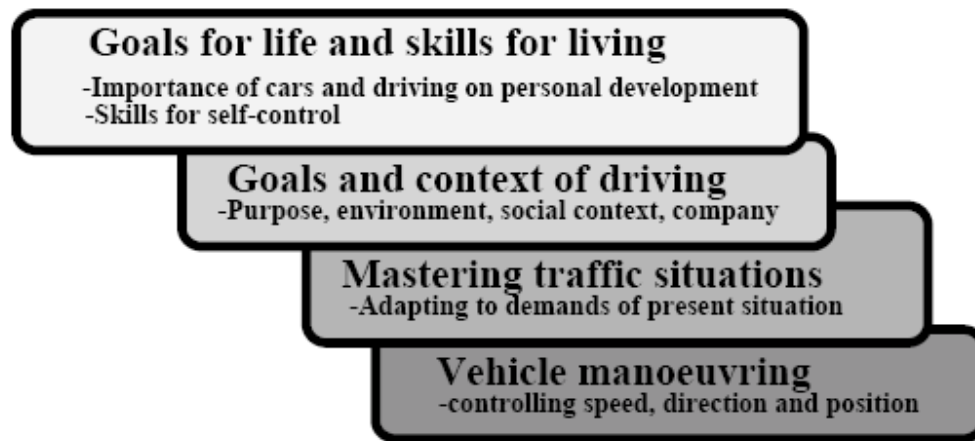 Goals for life and skills for living
-Importance of cars and driving on personal development
-Skills for self-control
Goals and context of driving
-Purpose, environment, social context, company
Mastering traffic situations
-Adapting to demands of present situation
Vehicle manoeuvring
-controlling speed, direction and position